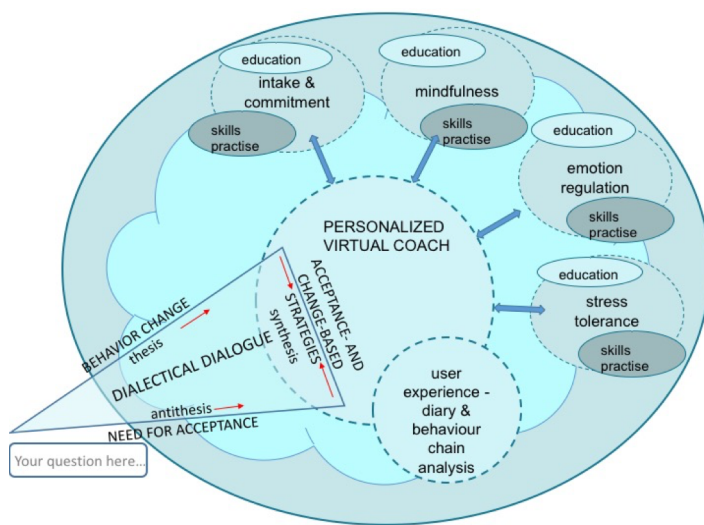 education
intake &
commitment
skills
practise
education
mindfulness
skills
practise
education
emotion
regulation
skills
practise
education
stress
tolerance
skills
practise
PERSONALIZED
VIRTUAL COACH
BEHAVIOR CHANGE
thesis
DIALECTICAL DIALOGUE
antithesis
NEED FOR ACCEPTANCE
ACCEPTANCE- AND
CHANGE-BASED
STRATEGIES
synthesis
user
experience -
diary &
behaviour
chain
analysis
Your question here...